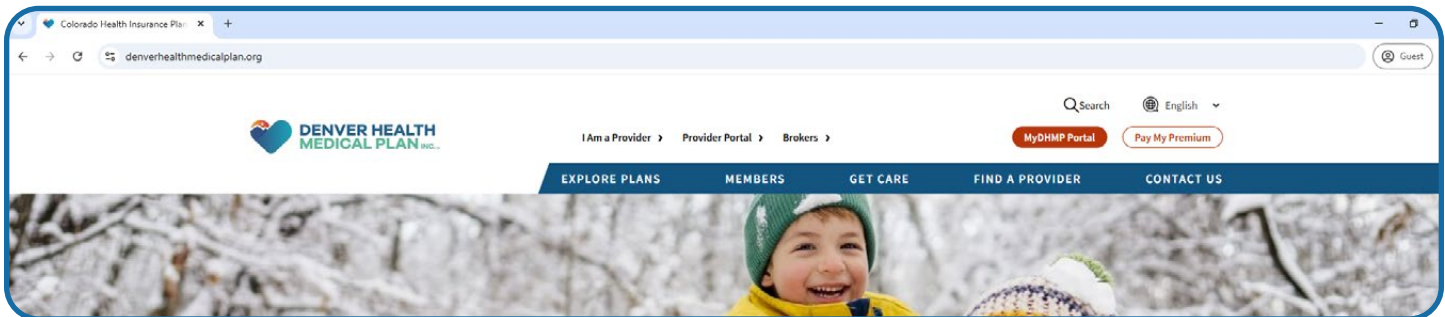 Colorado Health Insurance Plan
denverhealthmedicalplan.org
Guest
Search English
DENVER HEALTH
MEDICAL PLAN INC.
I Am a Provider Provider Portal Brokers
MyDHMP Portal Pay My Premium
EXPLORE PLANS MEMBERS GET CARE FIND A PROVIDER CONTACT US